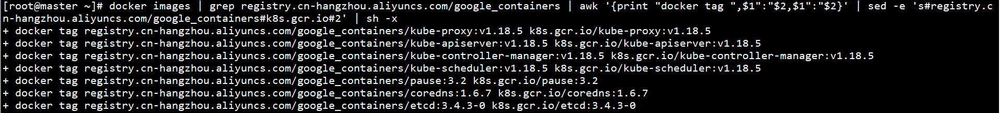 [root@master ~]# docker images | grep registry.cn-hangzhou.aliyuncs.com/google_containers | awk '{print "docker tag ",$1":"$2,$1":"$2}' | sed -e 's#registry.c
n-hangzhou.aliyuncs.com/google_containers#k8s.gcr.io#2' | sh -x
+ docker tag registry.cn-hangzhou.aliyuncs.com/google_containers/kube-proxy:v1.18.5 k8s.gcr.io/kube-proxy:v1.18.5
+ docker tag registry.cn-hangzhou.aliyuncs.com/google_containers/kube-apiserver:v1.18.5 k8s.gcr.io/kube-apiserver:v1.18.5
+ docker tag registry.cn-hangzhou.aliyuncs.com/google_containers/kube-controller-manager:v1.18.5 k8s.gcr.io/kube-controller-manager:v1.18.5
+ docker tag registry.cn-hangzhou.aliyuncs.com/google_containers/kube-scheduler:v1.18.5 k8s.gcr.io/kube-scheduler:v1.18.5
+ docker tag registry.cn-hangzhou.aliyuncs.com/google_containers/pause:3.2 k8s.gcr.io/pause:3.2
+ docker tag registry.cn-hangzhou.aliyuncs.com/google_containers/coredns:1.6.7 k8s.gcr.io/coredns:1.6.7
+ docker tag registry.cn-hangzhou.aliyuncs.com/google_containers/etcd:3.4.3-0 k8s.gcr.io/etcd:3.4.3-0